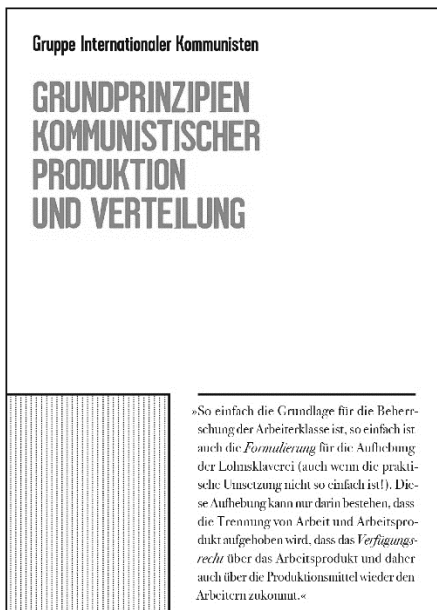 Gruppe Internationaler Kommunisten
GRUNDPRINZIPIEN
KOMMUNISTISCHER
PRODUKTION
UND VERTEILUNG
»So einfach die Grundlage für die Beherr-
schung der Arbeiterklasse ist, so einfach ist
auch die Formulierung für die Aufhebung
der Lohnsklaverei (auch wenn die prakti-
sche Umsetzung nicht so einfach ist!). Die-
se Aufhebung kann nur darin bestehen, dass
die Trennung von Arbeit und Arbeitspro-
dukt aufgehoben wird, dass das Verfügungs-
recht über das Arbeitsprodukt und daher
auch über die Produktionsmittel wieder den
Arbeitern zukommt.«